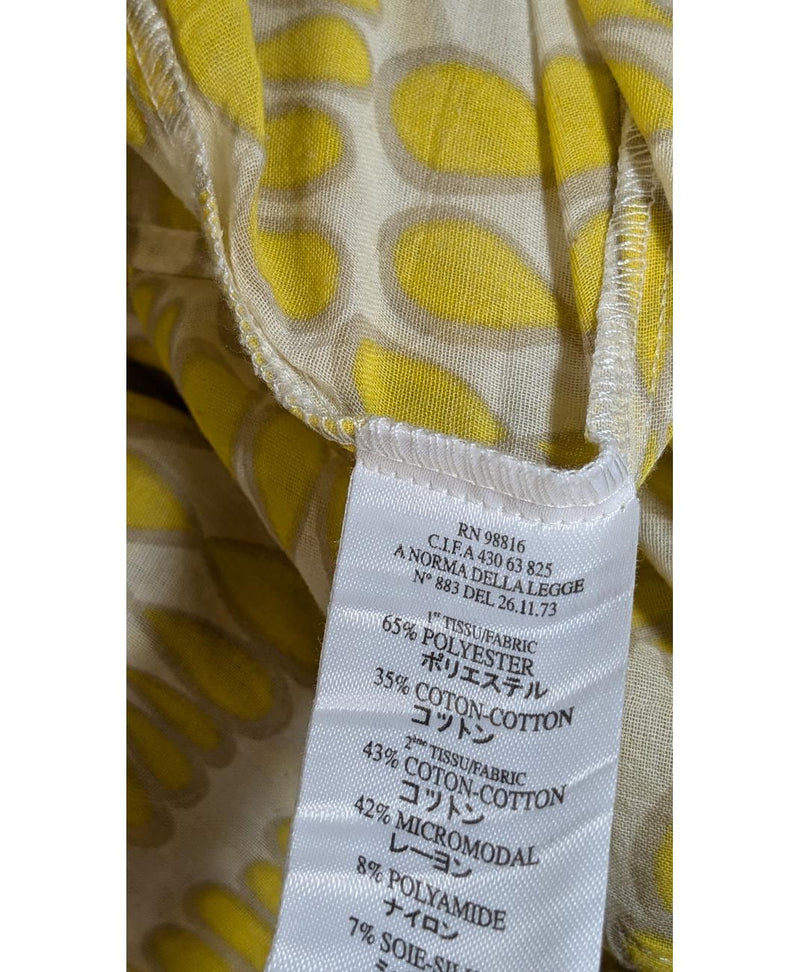 RN 98816
C.I.F.A 430 63 825
A NORMA DELLA LEGGE
N° 883 DEL 26.11.73
1er TISSU/FABRIC
65% POLYESTER
ポリエステル
35% COTON-COTTON
コットン
2ème TISSU/FABRIC
43% COTON-COTTON
コットン
42% MICROMODAL
レーヨン
8% POLYAMIDE
ナイロン
7% SOIE-